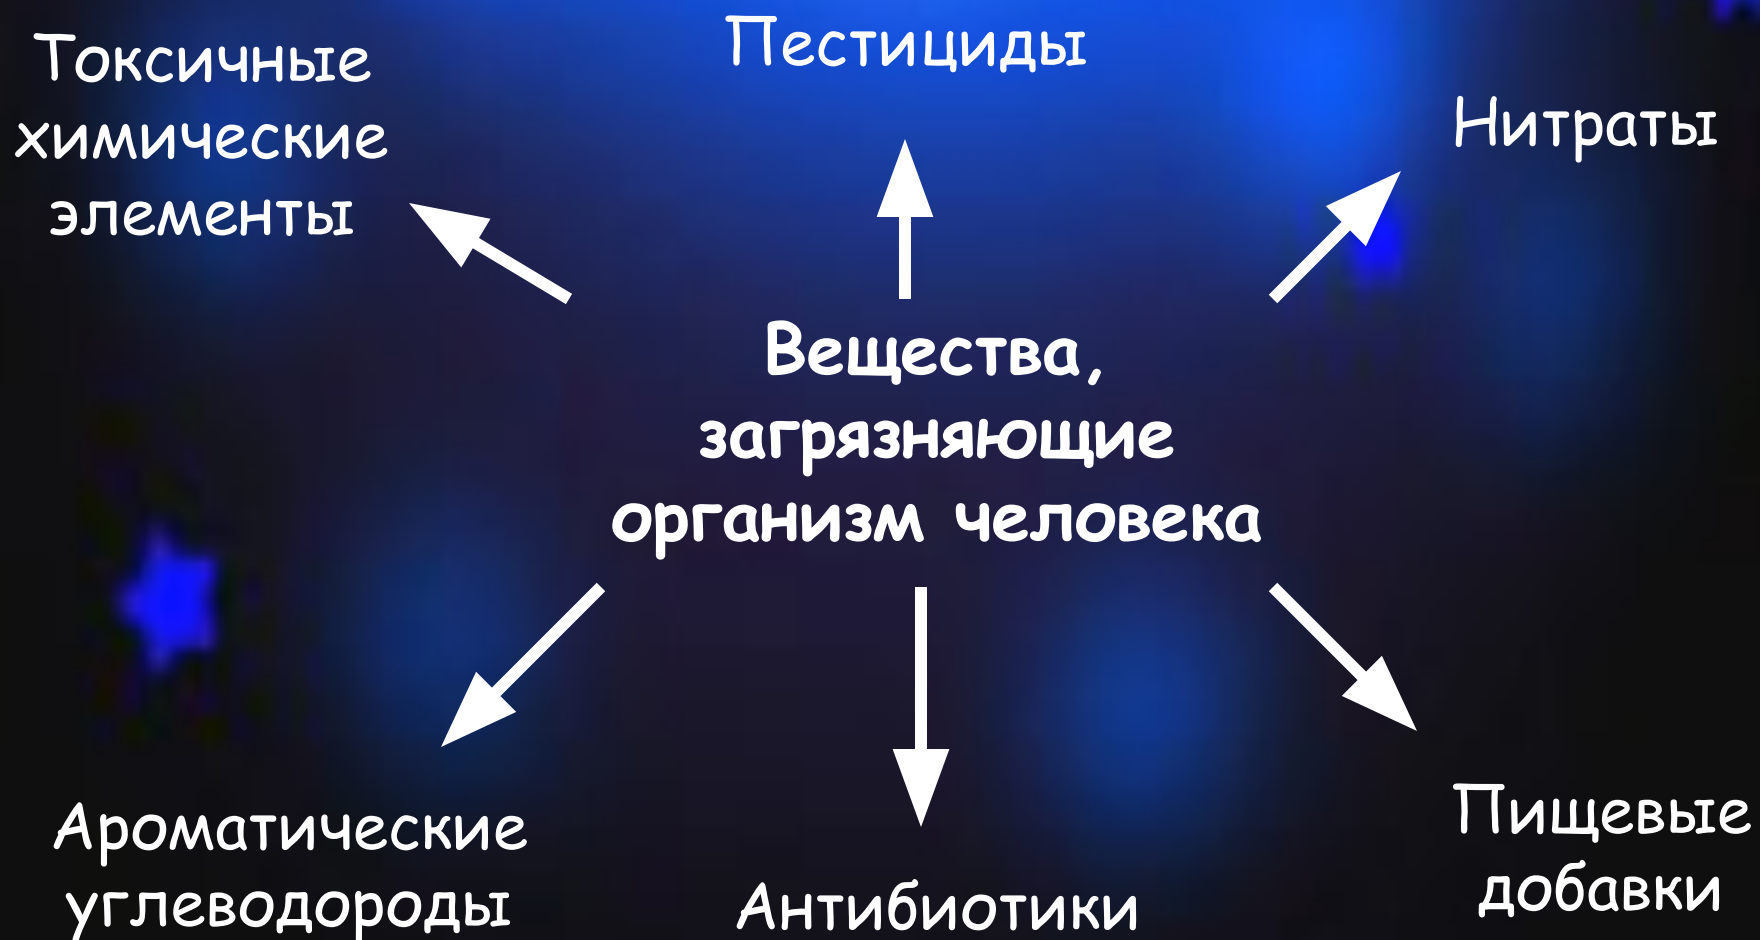 Токсичные
химические
элементы
Пестициды
Нитраты
Вещества,
загрязняющие
организм человека
Ароматические
углеводороды
Антибиотики
Пищевые
добавки